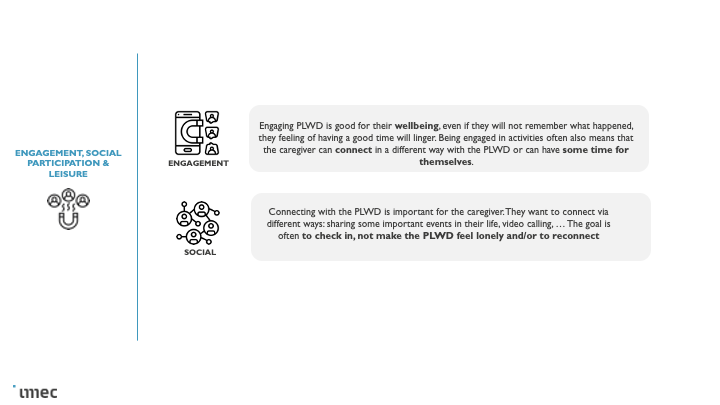 ENGAGEMENT, SOCIAL
PARTICIPATION &
LEISURE
ENGAGEMENT
Engaging PLWD is good for their wellbeing, even if they will not remember what happened,
they feeling of having a good time will linger. Being engaged in activities often also means that
the caregiver can connect in a different way with the PLWD or can have some time for
themselves.
SOCIAL
Connecting with the PLWD is important for the caregiver. They want to connect via
different ways: sharing some important events in their life, video calling, … The goal is
often to check in, not make the PLWD feel lonely and/or to reconnect
imec